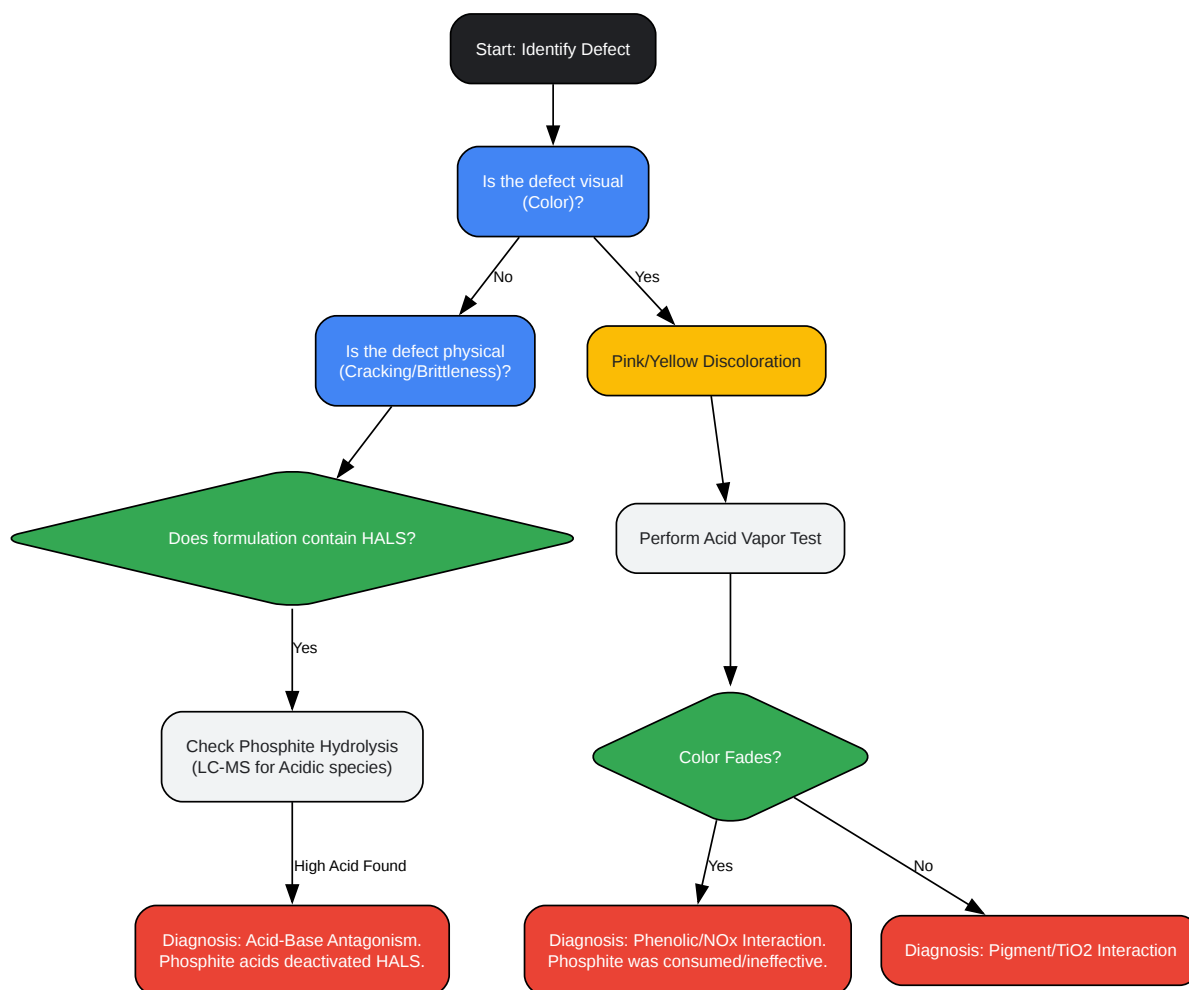 Start: Identify Defect
Is the defect visual
(Color)?
No
Yes
Is the defect physical
(Cracking/Brittleness)?
Pink/Yellow Discoloration
Does formulation contain HALS?
Perform Acid Vapor Test
Yes
Check Phosphite Hydrolysis
(LC-MS for Acidic species)
Color Fades?
High Acid Found
Yes
No
Diagnosis: Acid-Base Antagonism.
Phosphite acids deactivated HALS.
Diagnosis: Phenolic/NOx Interaction.
Phosphite was consumed/ineffective.
Diagnosis: Pigment/TiO2 Interaction